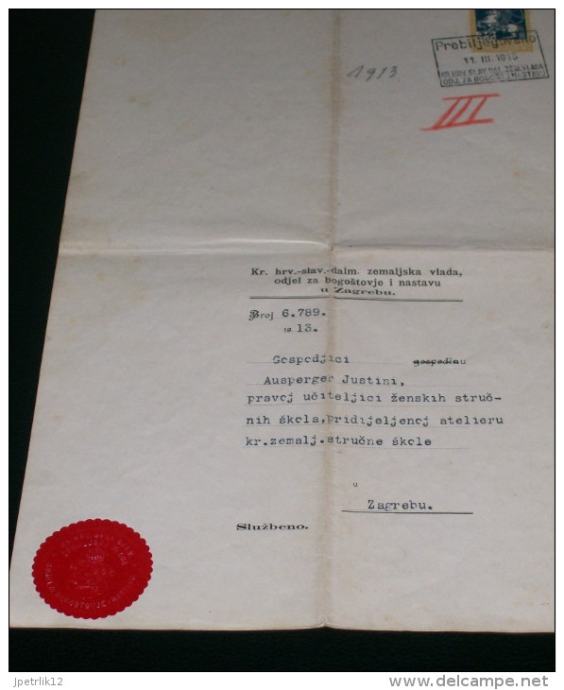 Prebiljegovano
11. III. 1913
1913
III
Kr. hrv.-slav.-dalm. zemaljska vlada,
odjel za bogoštovje i nastavu
u Zagrebu.
Broj 6.789.
19 13.
Gospodjici gospodinu
Ausperger Justini,
pravoj učiteljici ženskih struč-
nih škola, pridijeljenoj atelieru
kr.zemalj.stručne škole
u
Zagrebu.
Službeno.
jpetrlik12
delcampe.net